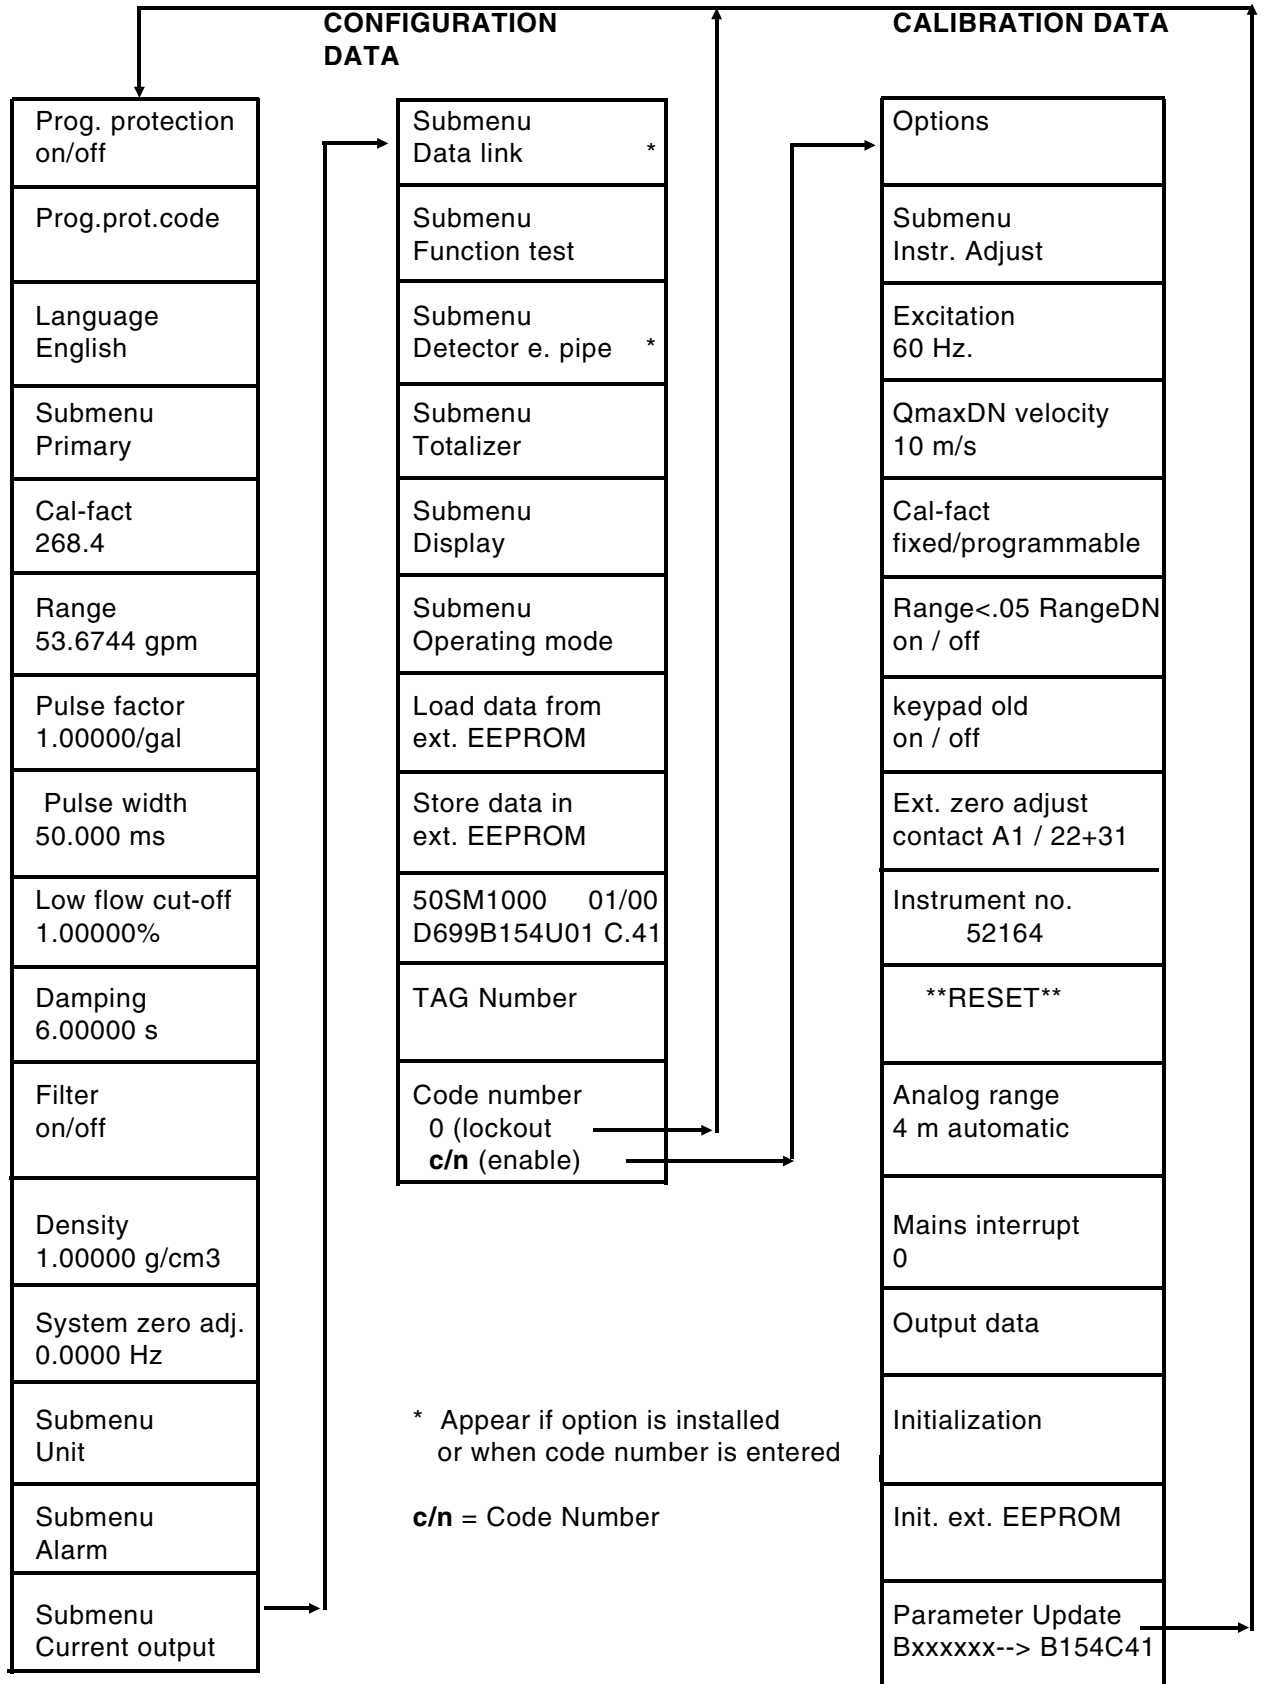 CONFIGURATION
DATA
CALIBRATION DATA
Prog. protection
on/off
Prog.prot.code
Language
English
Submenu
Primary
Cal-fact
268.4
Range
53.6744 gpm
Pulse factor
1.00000/gal
Pulse width
50.000 ms
Low flow cut-off
1.00000%
Damping
6.00000 s
Filter
on/off
Density
1.00000 g/cm3
System zero adj.
0.0000 Hz
Submenu
Unit
Submenu
Alarm
Submenu
Current output
Submenu
Data link *
Submenu
Function test
Submenu
Detector e. pipe *
Submenu
Totalizer
Submenu
Display
Submenu
Operating mode
Load data from
ext. EEPROM
Store data in
ext. EEPROM
50SM1000 01/00
D699B154U01 C.41
TAG Number
Code number
0 (lockout
c/n (enable)
* Appear if option is installed
or when code number is entered
c/n = Code Number
Options
Submenu
Instr. Adjust
Excitation
60 Hz.
QmaxDN velocity
10 m/s
Cal-fact
fixed/programmable
Range<.05 RangeDN
on / off
keypad old
on / off
Ext. zero adjust
contact A1 / 22+31
Instrument no.
52164
**RESET**
Analog range
4 m automatic
Mains interrupt
0
Output data
Initialization
Init. ext. EEPROM
Parameter Update
Bxxxxxx--> B154C41